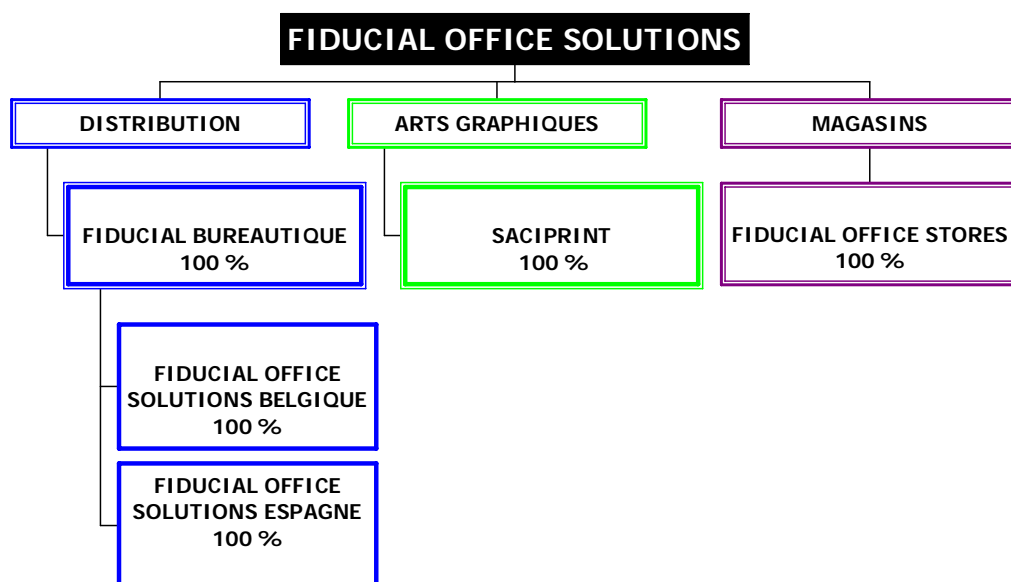 FIDUCIAL OFFICE SOLUTIONS
DISTRIBUTION
ARTS GRAPHIQUES
MAGASINS
FIDUCIAL BUREAUTIQUE
100 %
SACIPRINT
100 %
FIDUCIAL OFFICE STORES
100 %
FIDUCIAL OFFICE
SOLUTIONS BELGIQUE
100 %
FIDUCIAL OFFICE
SOLUTIONS ESPAGNE
100 %